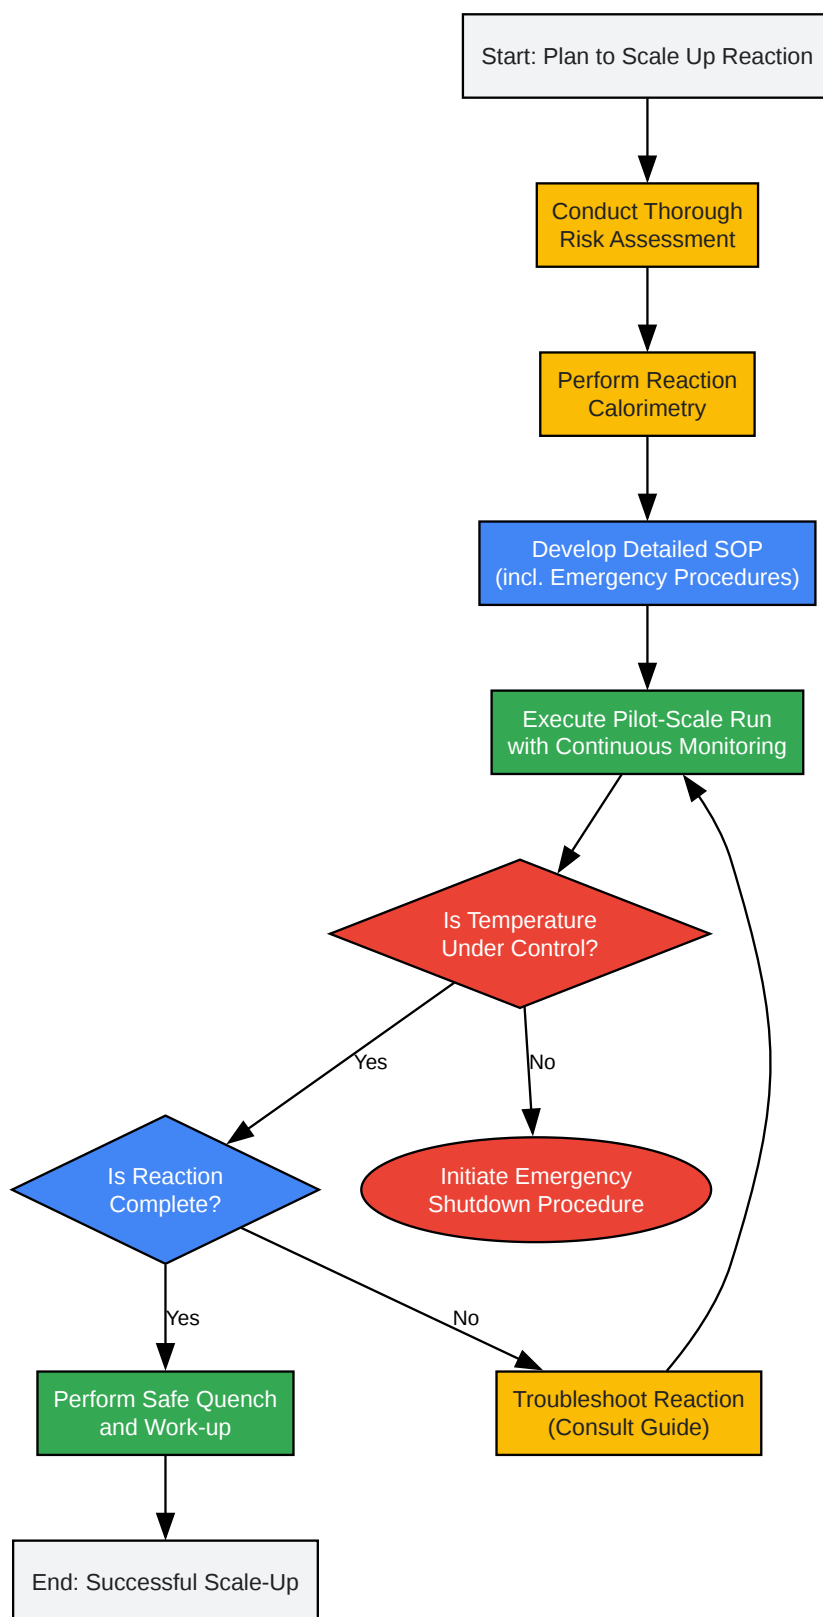 Start: Plan to Scale Up Reaction
Conduct Thorough
Risk Assessment
Perform Reaction
Calorimetry
Develop Detailed SOP
(incl. Emergency Procedures)
Execute Pilot-Scale Run
with Continuous Monitoring
Is Temperature
Under Control?
Yes
No
Is Reaction
Complete?
Initiate Emergency
Shutdown Procedure
Yes
No
Perform Safe Quench
and Work-up
Troubleshoot Reaction
(Consult Guide)
End: Successful Scale-Up